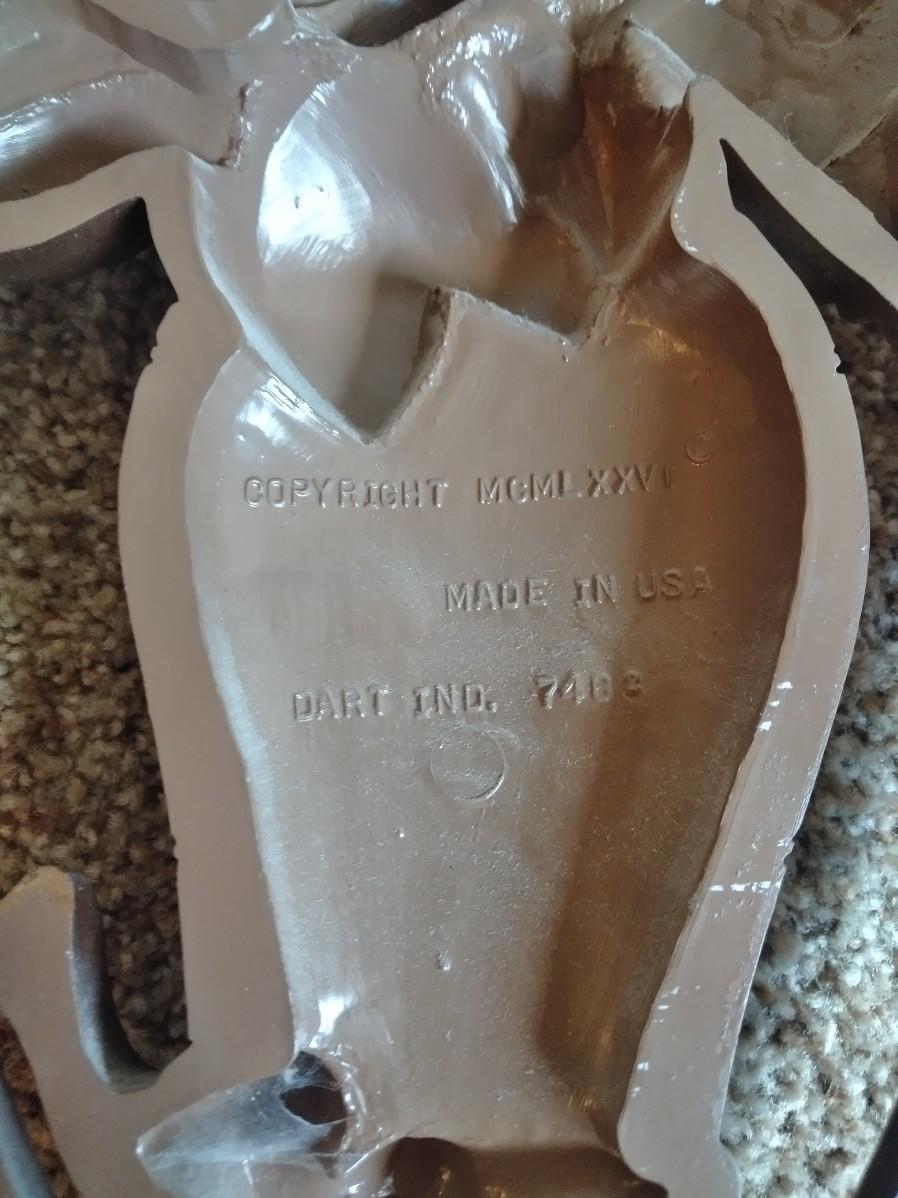 ©
COPYRIGHT MCMLXXVI
MADE IN USA
DART IND. 7463